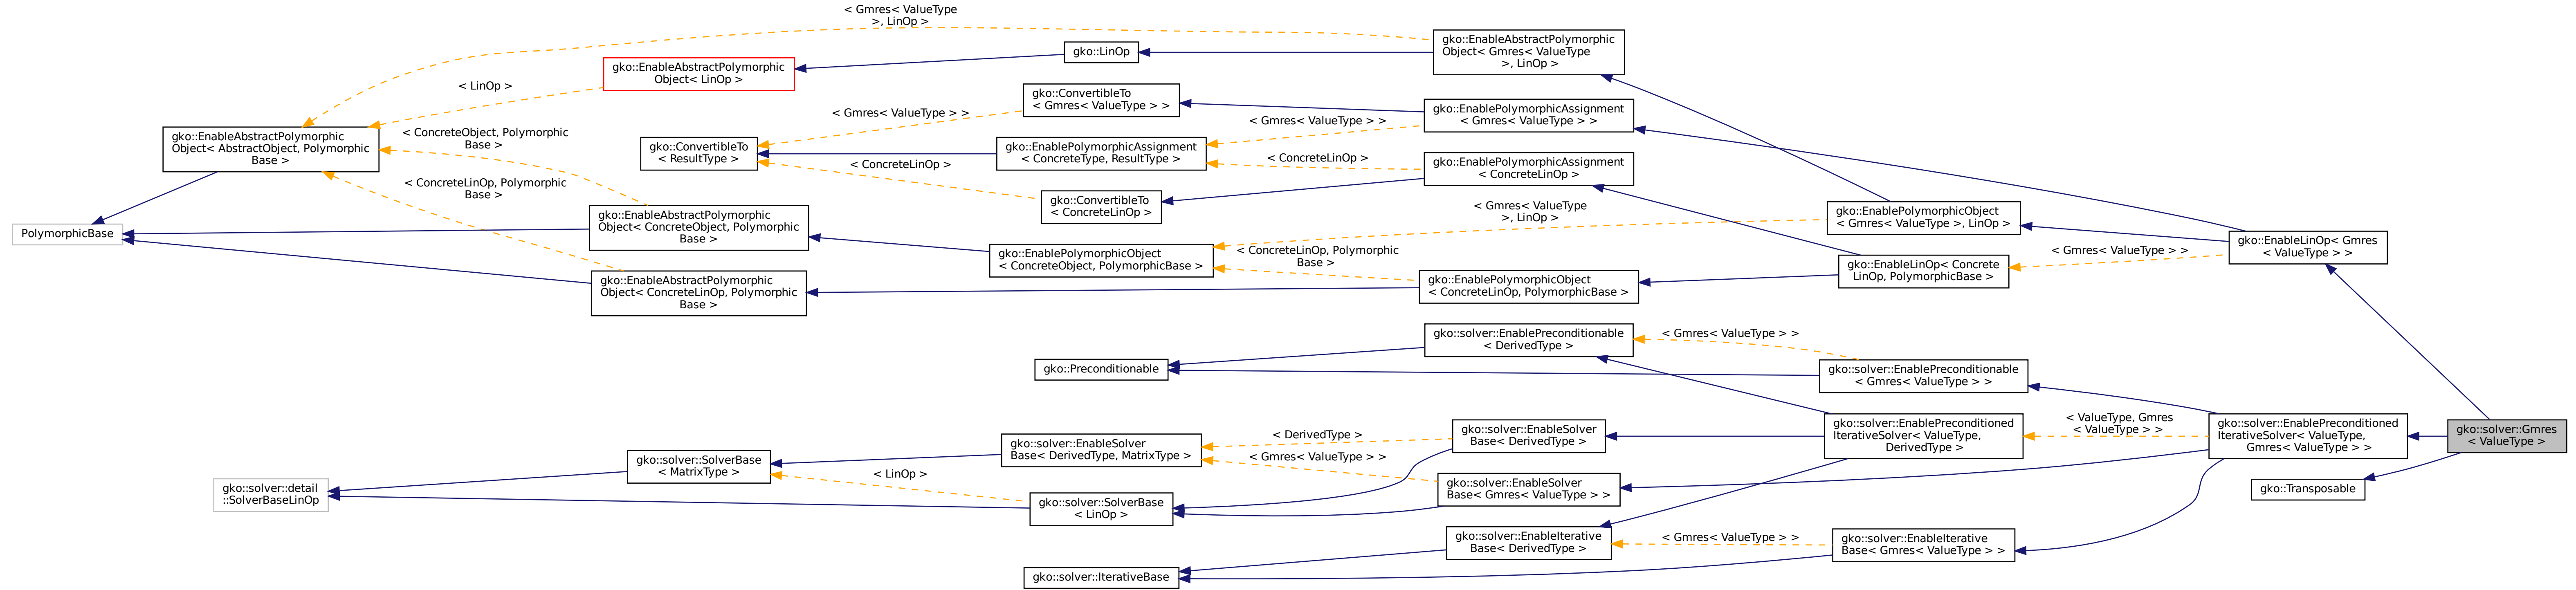 < Gmres< ValueType
>, LinOp >
gko::EnableAbstractPolymorphic
Object< Gmres< ValueType
>, LinOp >
gko::LinOp
gko::EnableAbstractPolymorphic
Object< LinOp >
< LinOp >
gko::ConvertibleTo
< Gmres< ValueType > >
gko::EnablePolymorphicAssignment
< Gmres< ValueType > >
< Gmres< ValueType > >
< Gmres< ValueType > >
gko::EnableAbstractPolymorphic
Object< AbstractObject, Polymorphic
Base >
< ConcreteObject, Polymorphic
Base >
gko::ConvertibleTo
< ResultType >
gko::EnablePolymorphicAssignment
< ConcreteType, ResultType >
< ConcreteLinOp >
< ConcreteLinOp >
gko::EnablePolymorphicAssignment
< ConcreteLinOp >
< ConcreteLinOp, Polymorphic
Base >
gko::ConvertibleTo
< ConcreteLinOp >
PolymorphicBase
gko::EnableAbstractPolymorphic
Object< ConcreteObject, Polymorphic
Base >
< Gmres< ValueType
>, LinOp >
gko::EnablePolymorphicObject
< Gmres< ValueType >, LinOp >
gko::EnableLinOp< Gmres
< ValueType > >
gko::EnablePolymorphicObject
< ConcreteObject, PolymorphicBase >
< ConcreteLinOp, Polymorphic
Base >
< Gmres< ValueType > >
gko::EnableLinOp< Concrete
LinOp, PolymorphicBase >
gko::EnableAbstractPolymorphic
Object< ConcreteLinOp, Polymorphic
Base >
gko::EnablePolymorphicObject
< ConcreteLinOp, PolymorphicBase >
gko::solver::EnablePreconditionable
< DerivedType >
< Gmres< ValueType > >
gko::Preconditionable
gko::solver::EnablePreconditionable
< Gmres< ValueType > >
gko::solver::EnableSolver
Base< DerivedType >
gko::solver::EnablePreconditioned
IterativeSolver< ValueType,
DerivedType >
< ValueType, Gmres
< ValueType > >
gko::solver::EnablePreconditioned
IterativeSolver< ValueType,
Gmres< ValueType > >
gko::solver::Gmres
< ValueType >
< DerivedType >
gko::solver::EnableSolver
Base< DerivedType, MatrixType >
< Gmres< ValueType > >
gko::solver::SolverBase
< MatrixType >
< LinOp >
gko::solver::detail
::SolverBaseLinOp
gko::solver::EnableSolver
Base< Gmres< ValueType > >
gko::Transposable
gko::solver::SolverBase
< LinOp >
gko::solver::EnableIterative
Base< DerivedType >
< Gmres< ValueType > >
gko::solver::EnableIterative
Base< Gmres< ValueType > >
gko::solver::IterativeBase